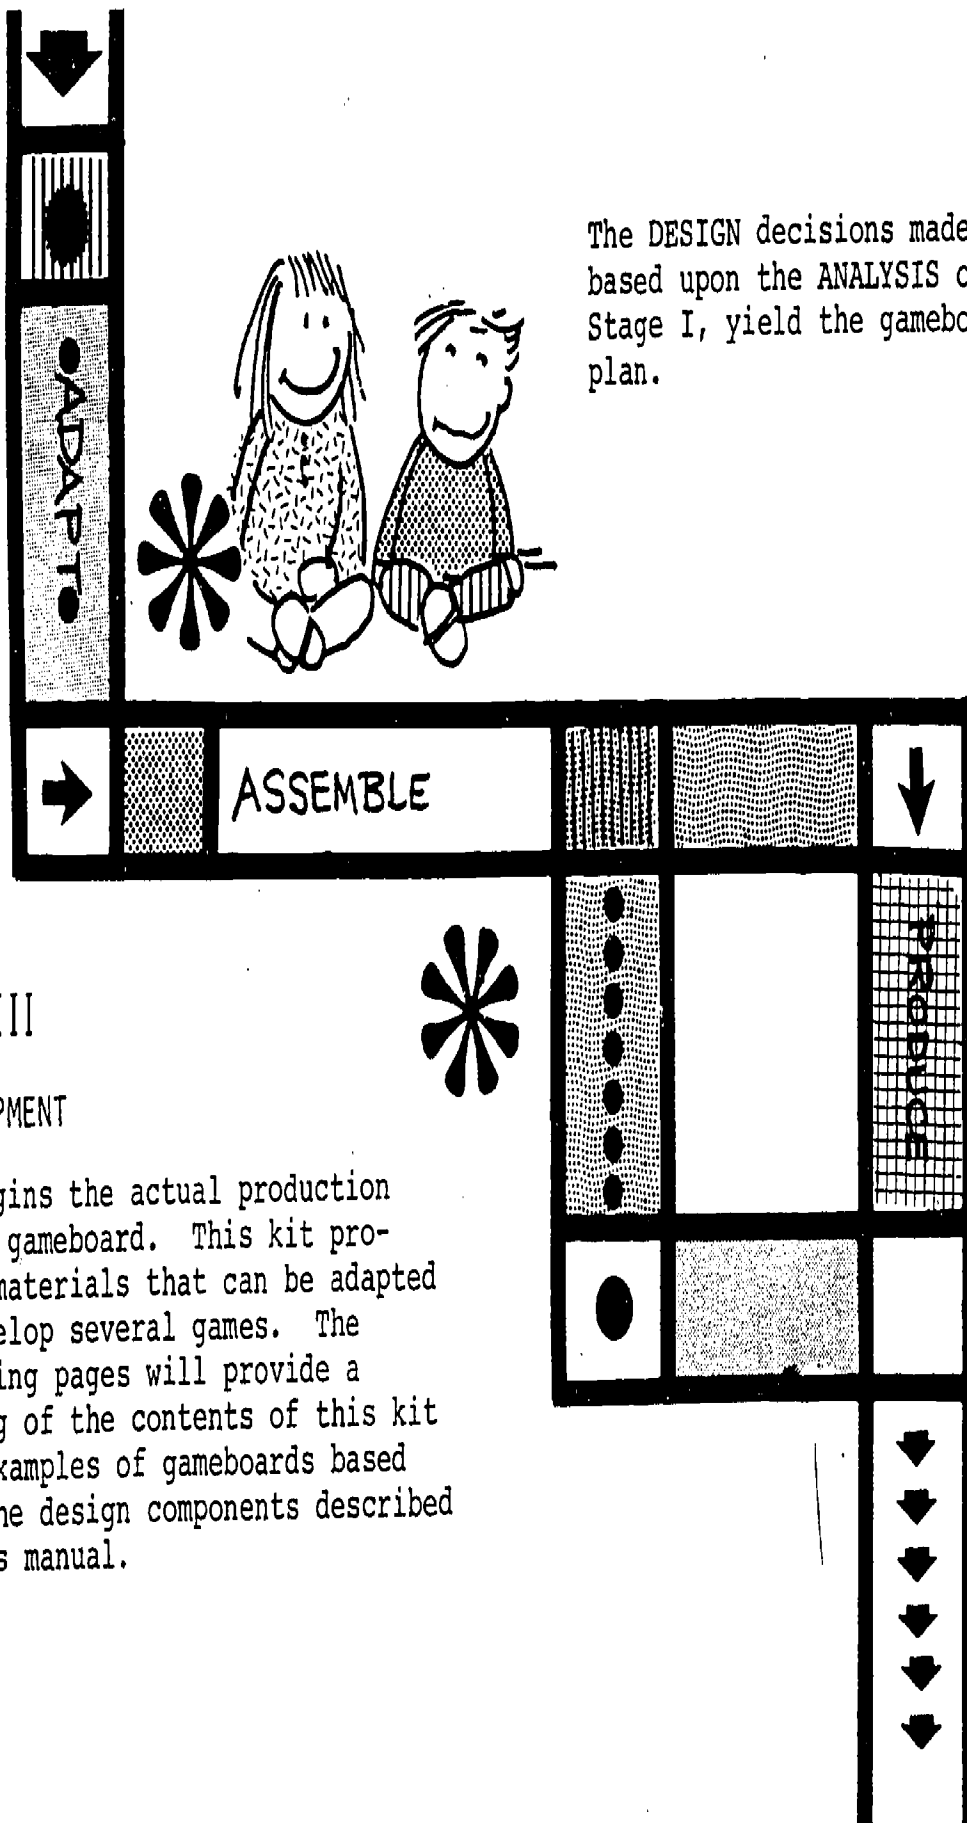 The DESIGN decisions made
based upon the ANALYSIS
Stage I, yield the
plan.
ADAPT
ASSEMBLE
PRODUCE
III
PMENT
gins the actual production
gameboard. This kit pro-
materials that can be adapted
elop several games. The
ing pages will provide a
g of the contents of this kit
xamples of gameboards based
he design components described
s manual.